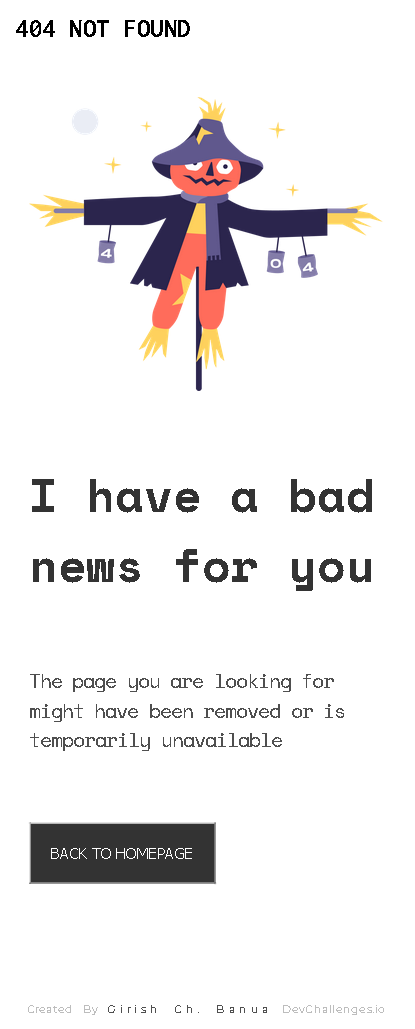 404 NOT FOUND
4
0
4
I have a bad
news for you
The page you are looking for
might have been removed or is
temporarily unavailable
BACK TO HOMEPAGE
Created By Girish Ch. Banua DevChallenges.io